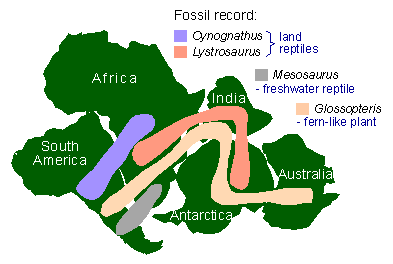 Fossil record:
Cynognathus
Lystrosaurus
land
reptiles
Mesosaurus
- freshwater reptile
Glossopteris
- fern-like plant
Africa
India
South
America
Australia
Antarctica